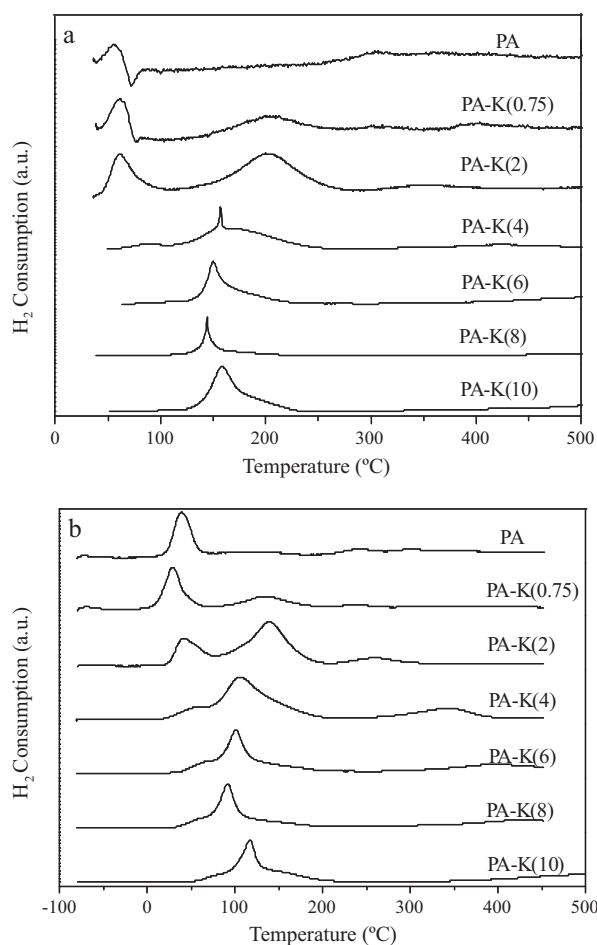 a
PA
PA-K(0.75)
PA-K(2)
PA-K(4)
PA-K(6)
PA-K(8)
PA-K(10)
H₂ Consumption (a.u.)
0 100 200 300 400 500
Temperature (ºC)
b
PA
PA-K(0.75)
PA-K(2)
PA-K(4)
PA-K(6)
PA-K(8)
PA-K(10)
H₂ Consumption (a.u.)
-100 0 100 200 300 400 500
Temperature (ºC)